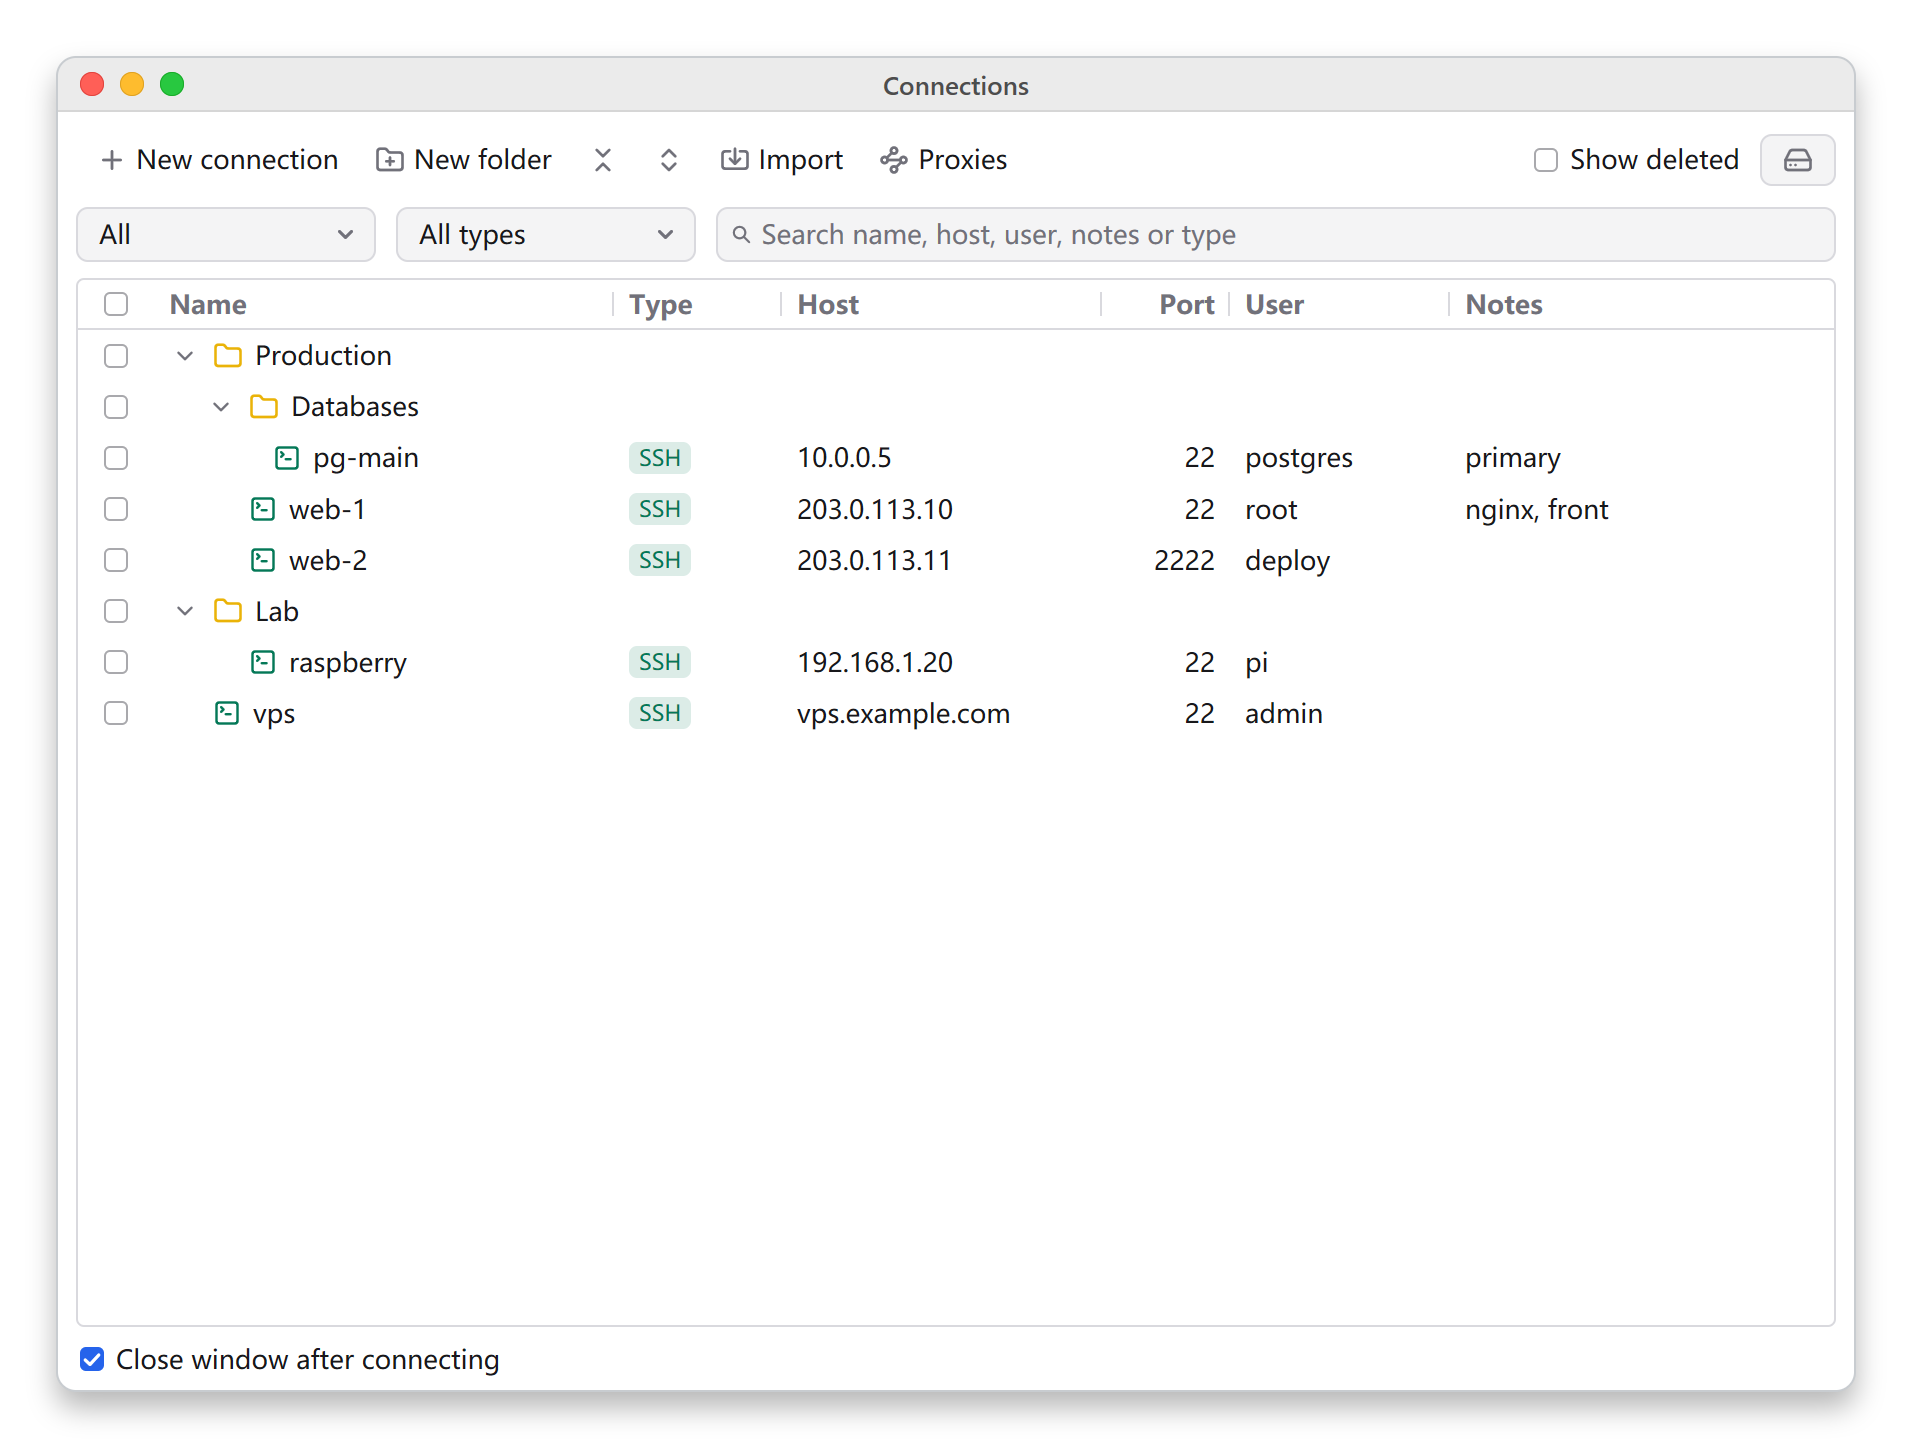 Connections
New connection New folder Import Proxies Show deleted
All All types Search name, host, user, notes or type
Name Type Host Port User Notes
Production
Databases
pg-main SSH 10.0.0.5 22 postgres primary
web-1 SSH 203.0.113.10 22 root nginx, front
web-2 SSH 203.0.113.11 2222 deploy
Lab
raspberry SSH 192.168.1.20 22 pi
vps SSH vps.example.com 22 admin
Close window after connecting